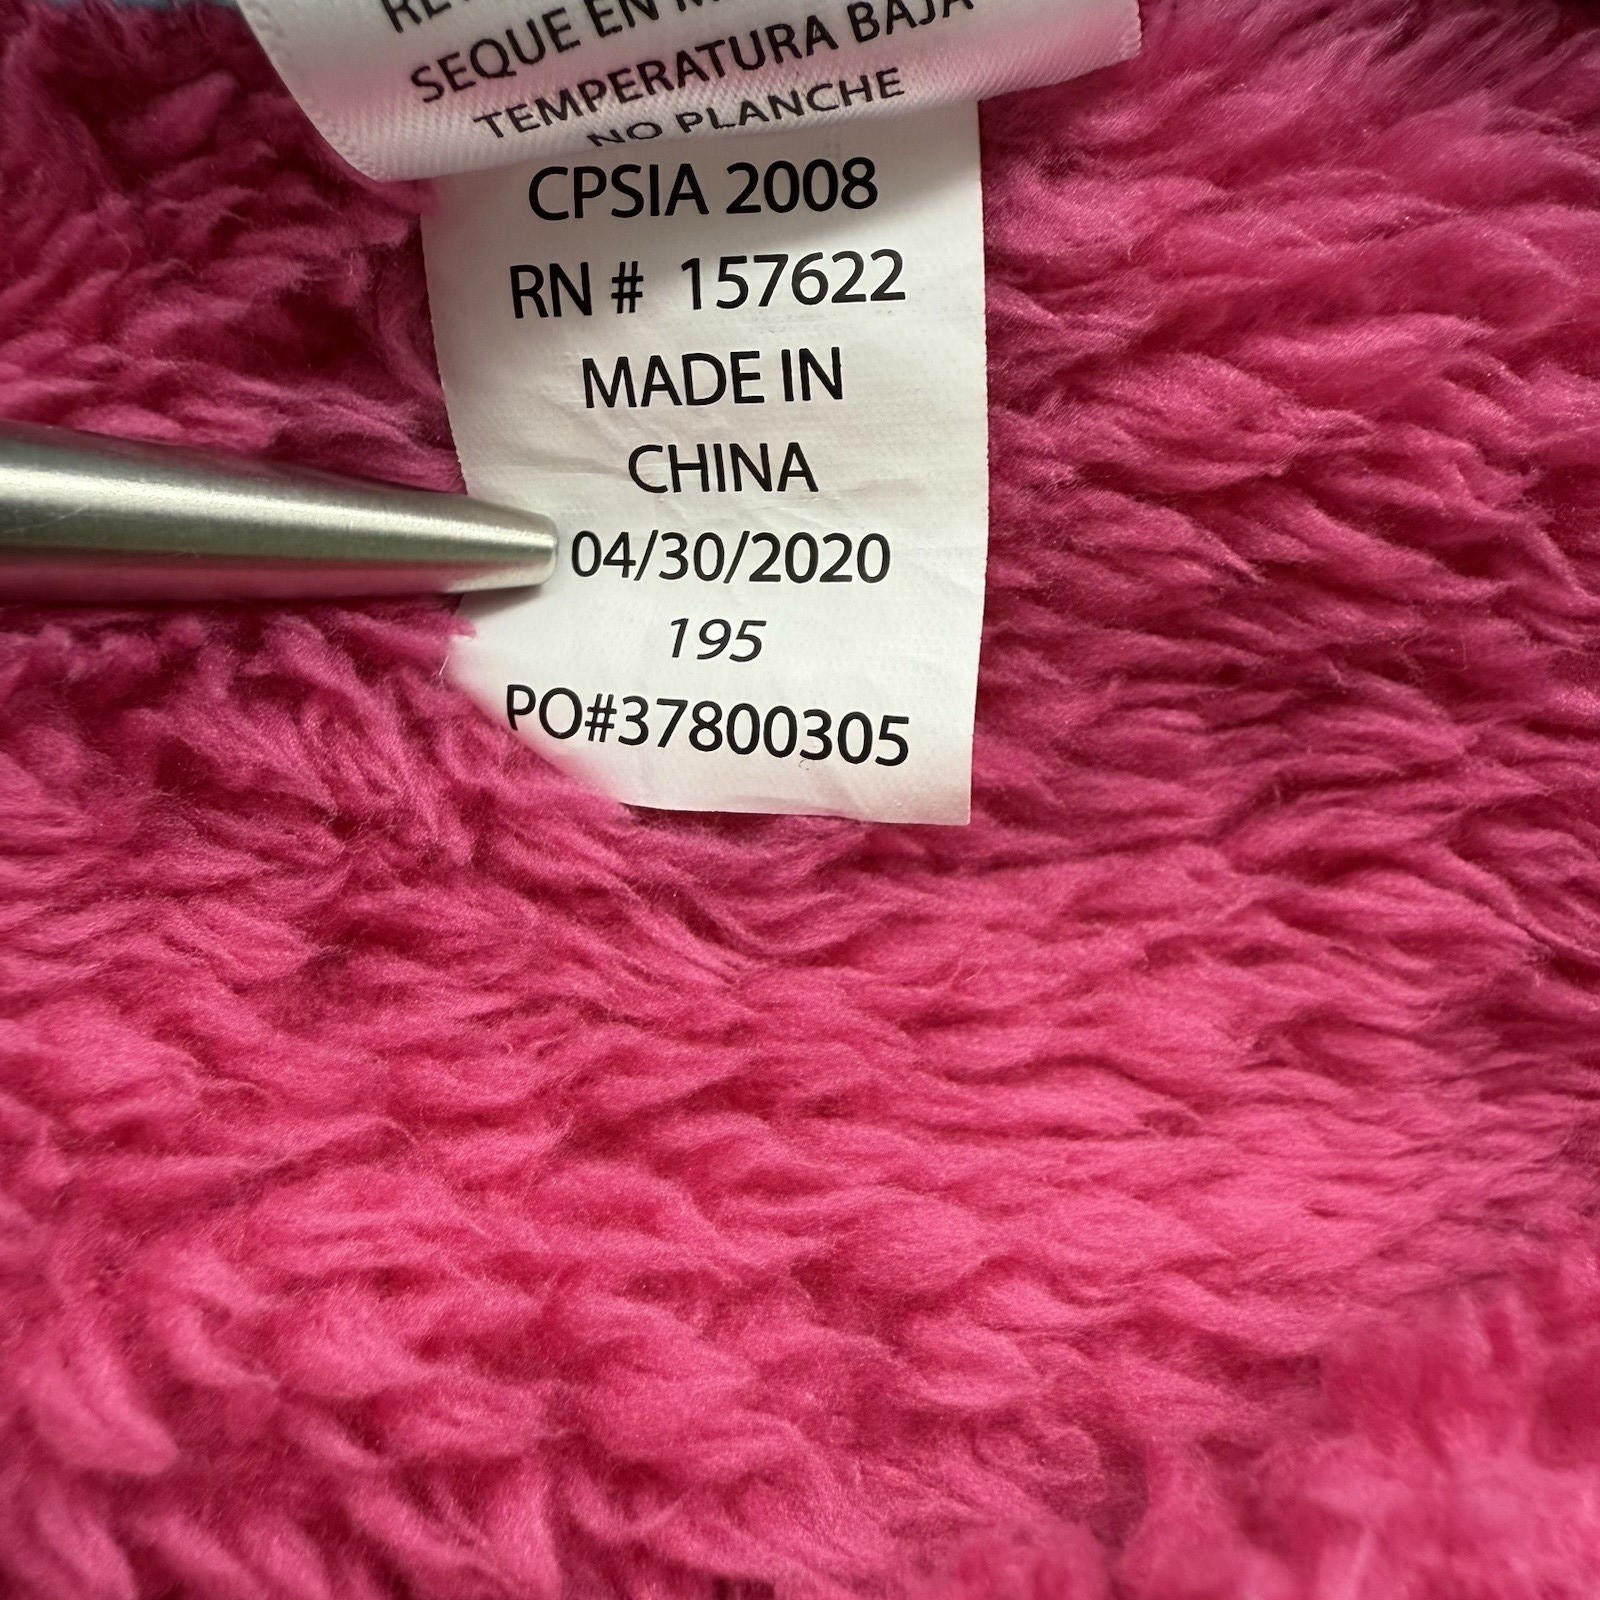 SEQUE EN
TEMPERATURA BAJA
NO PLANCHE
CPSIA 2008
RN # 157622
MADE IN
CHINA
04/30/2020
195
PO#37800305